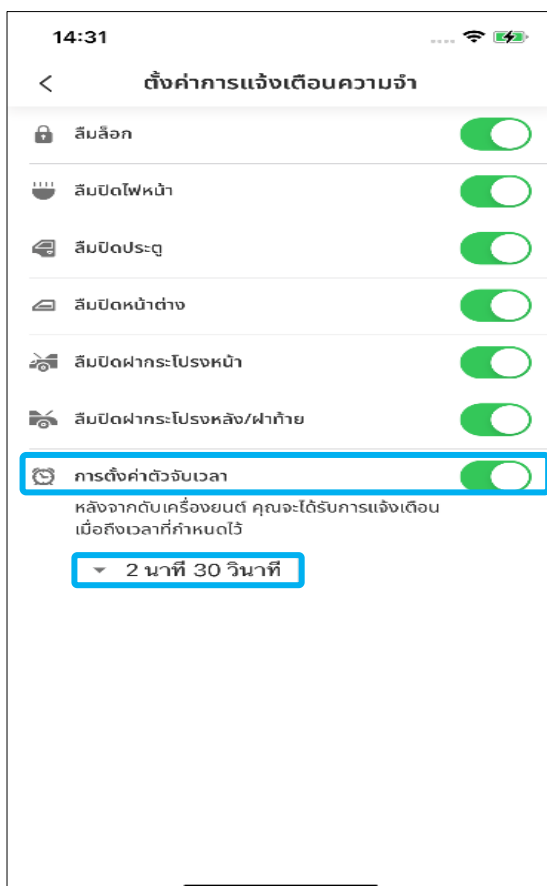 14:31
ตั้งค่าการแจ้งเตือนความจำ
ลืมล็อก
ลืมปิดไฟหน้า
ลืมปิดประตู
ลืมปิดหน้าต่าง
ลืมปิดฝากระโปรงหน้า
ลืมปิดฝากระโปรงหลัง/ฝาท้าย
การตั้งค่าตัวจับเวลา
หลังจากดับเครื่องยนต์ คุณจะได้รับการแจ้งเตือน
เมื่อถึงเวลาที่กำหนดไว้
2 นาที 30 วินาที